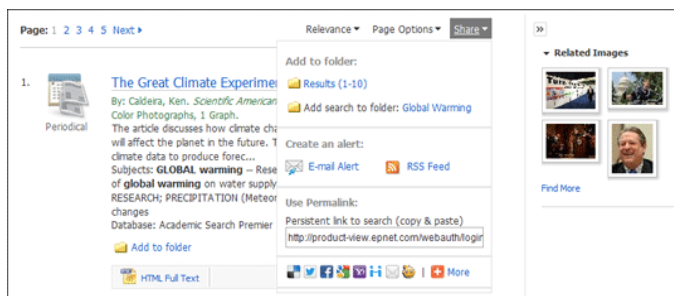 Page: 1 2 3 4 5 Next
Relevance Page Options Share
»
Related Images
Find More
1.
Periodical
The Great Climate Experimen
By: Caldeira, Ken. Scientific American
Color Photographs, 1 Graph.
The article discusses how climate cha
will affect the planet in the future. T
climate data to produce forec...
Subjects: GLOBAL warming -- Rese
of global warming on water supply
RESEARCH; PRECIPITATION (Meteor
changes
Database: Academic Search Premier
Add to folder
HTML Full Text
Add to folder:
Results (1-10)
Add search to folder: Global Warming
Create an alert:
E-mail Alert RSS Feed
Use Permalink:
Persistent link to search (copy & paste)
http://product-view.epnet.com/webauth/login
| More